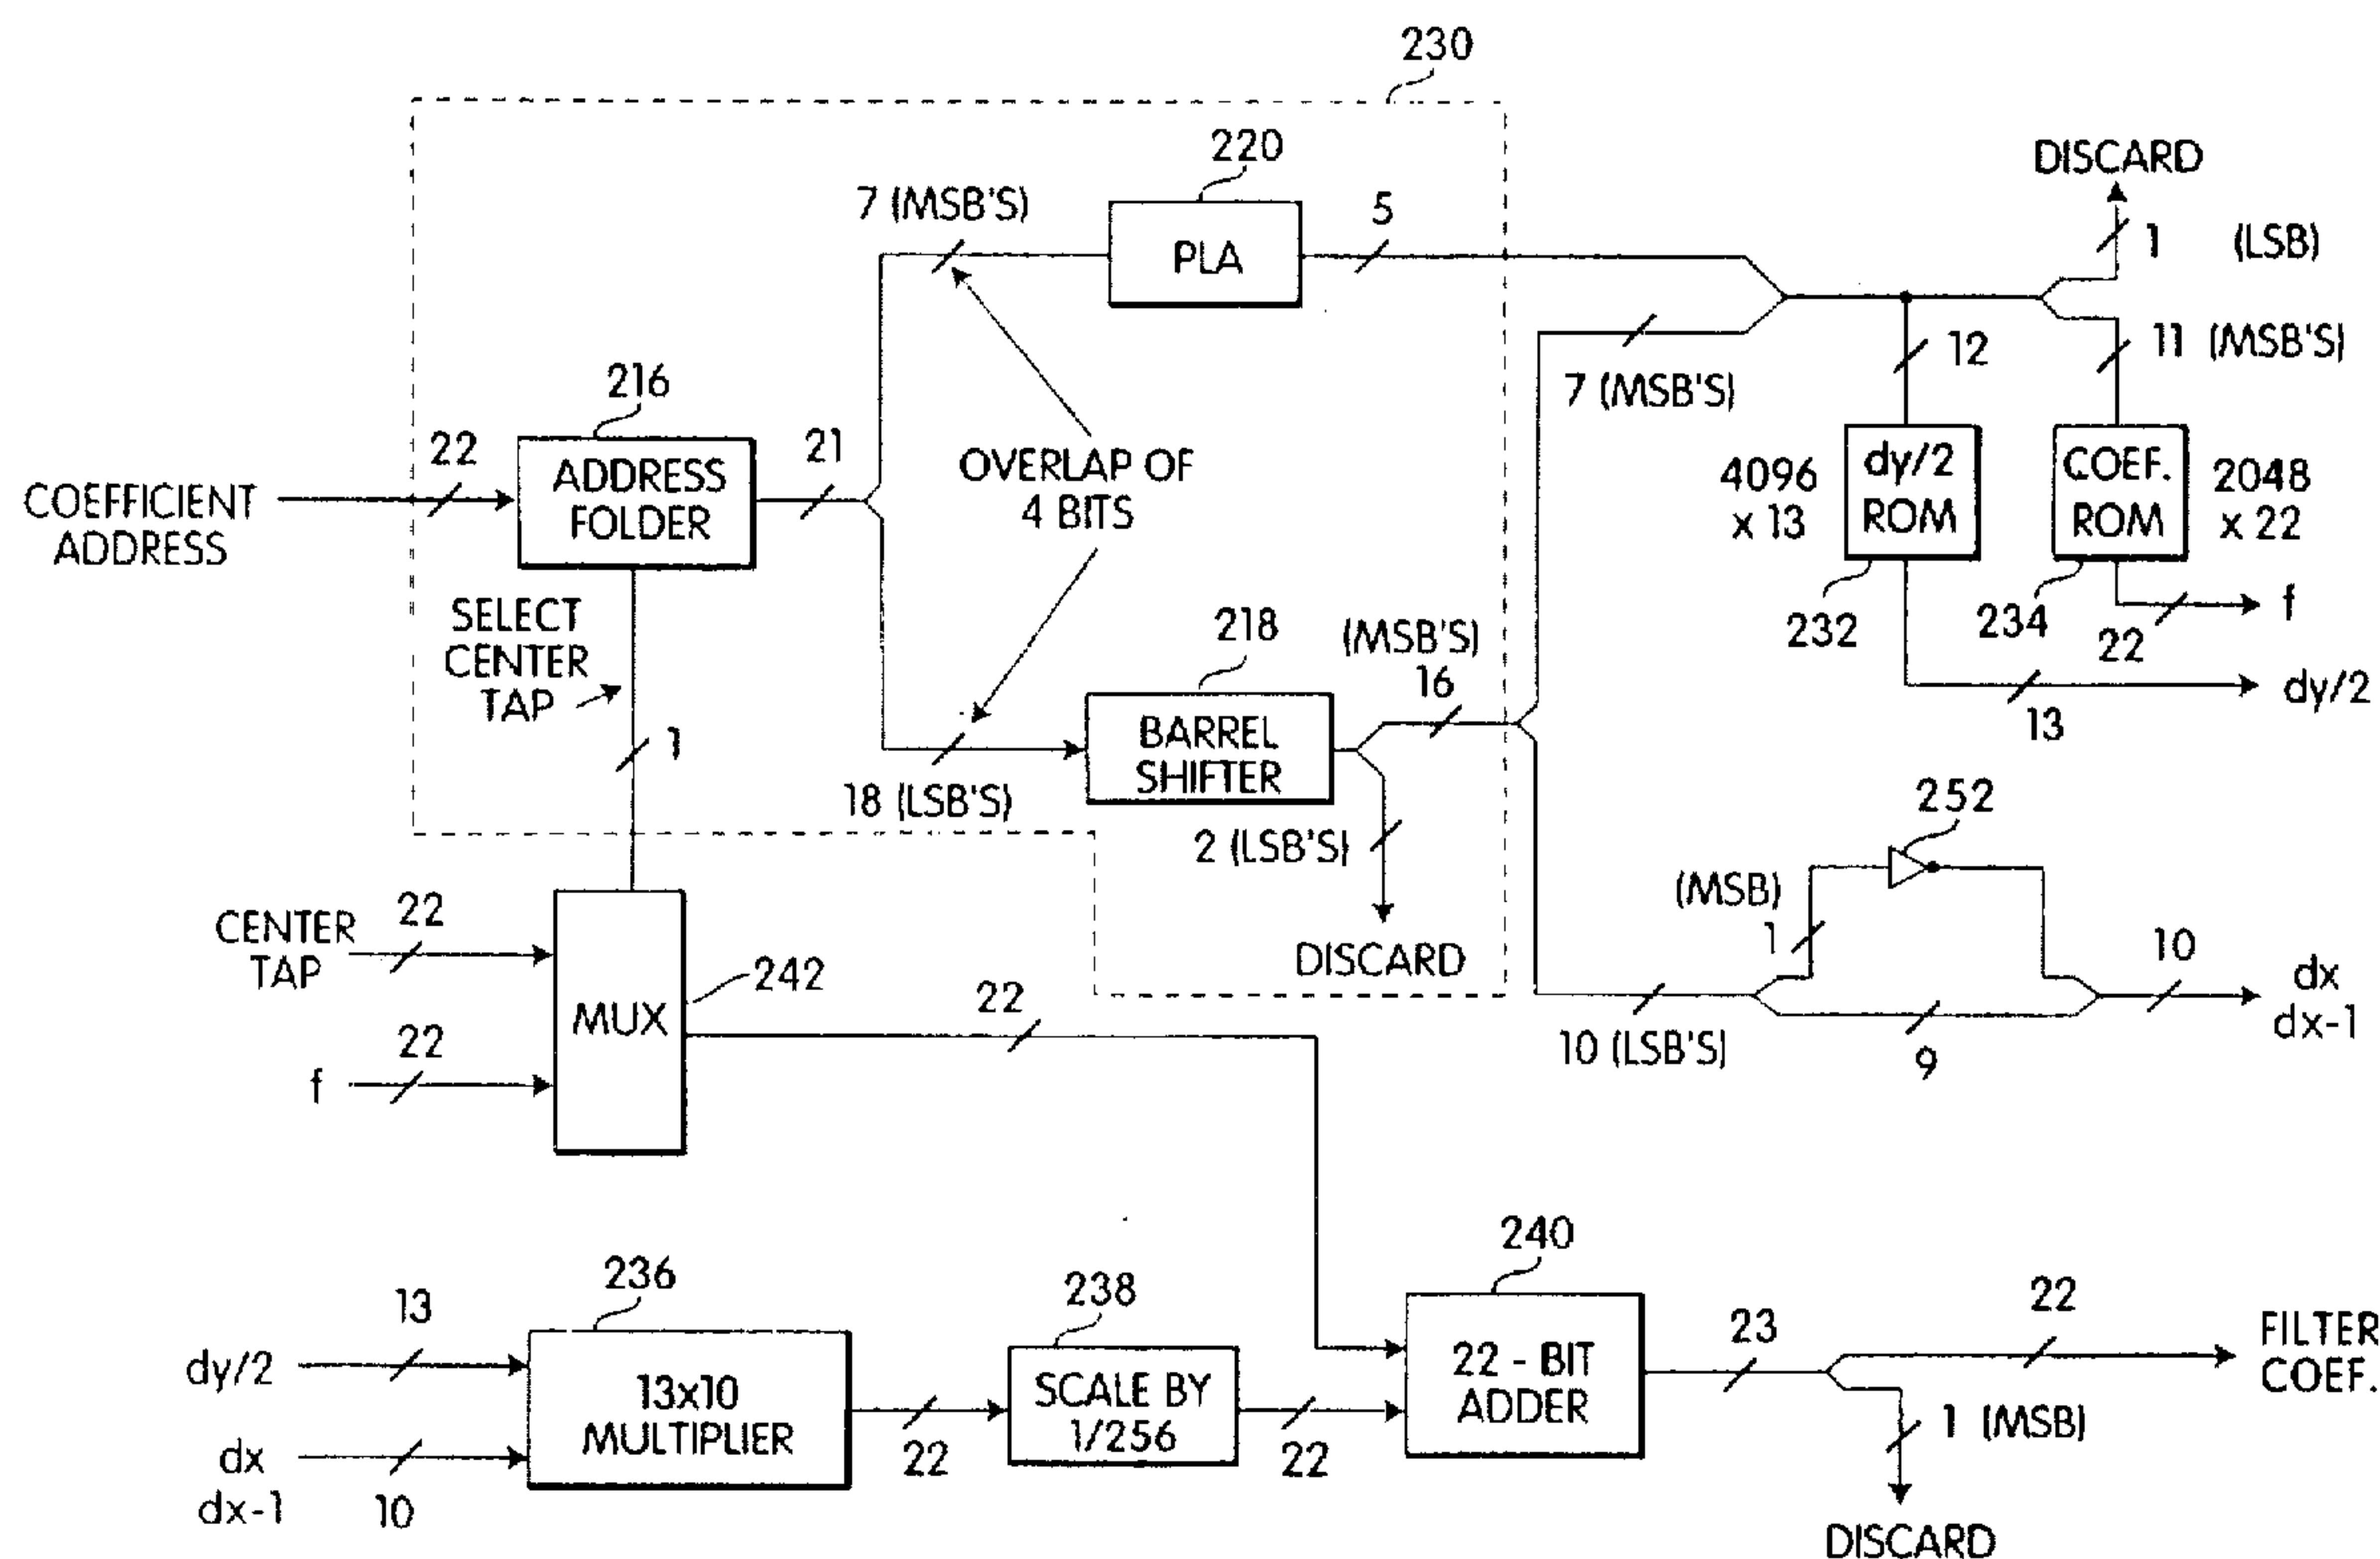 230
220
DISCARD
7 (MSB'S)
5
1 (LSB)
PLA
12
11 (MSB'S)
7 (MSB'S)
216
22
21
OVERLAP OF
4 BITS
COEFFICIENT
ADDRESS
ADDRESS
FOLDER
4096
x 13
dy/2
ROM
COEF.
ROM
2048
x 22
SELECT
CENTER
TAP
218
(MSB'S)
16
232
234
22
f
dy/2
13
1
BARREL
SHIFTER
18 (LSB'S)
2 (LSB'S)
252
(MSB)
1
DISCARD
CENTER
TAP
22
242
22
10
dx
dx-1
MUX
f
22
10 (LSB'S)
9
240
236
238
13
22
23
FILTER
COEF.
dy/2
13x10
MULTIPLIER
SCALE BY
1/256
22 - BIT
ADDER
1 (MSB)
dx
dx-1
10
22
22
DISCARD